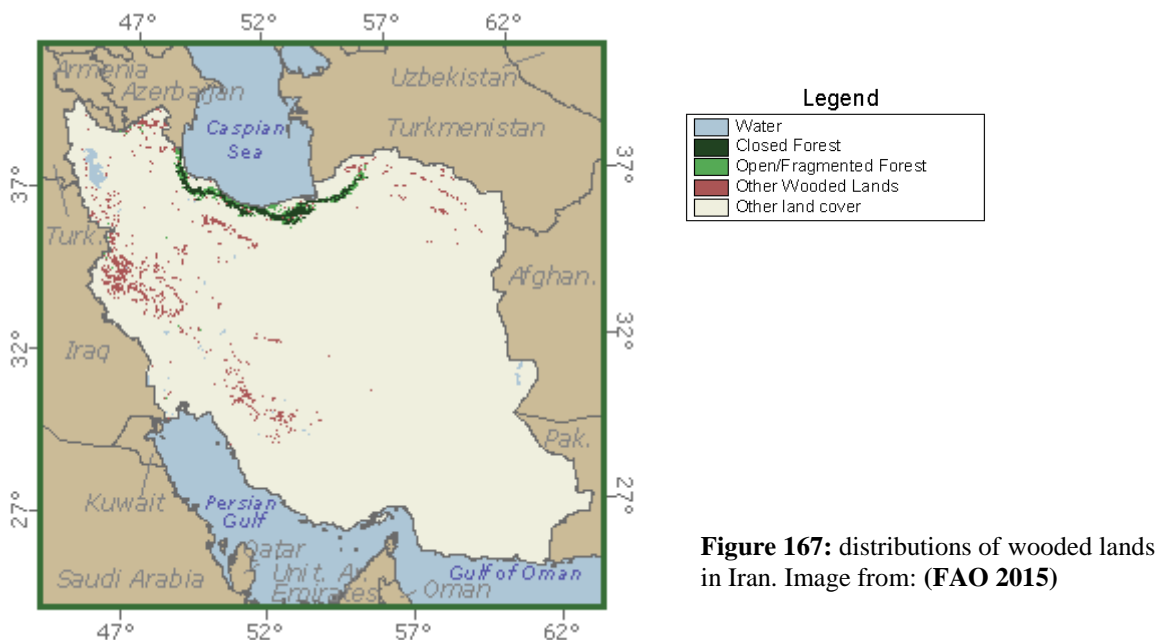 47° 52° 57° 62°
Armenia
Azerbaijan
Uzbekistan
Turkmenistan
Caspian
Sea
37°
37°
Turk.
Afghan.
32°
32°
Iraq
Pak.
Kuwait
27°
27°
Persian
Gulf
Qatar
Saudi Arabia
Unit. Ar.
Emirates
Oman
Gulf of Oman
47° 52° 57° 62°
Legend
Water
Closed Forest
Open/Fragmented Forest
Other Wooded Lands
Other land cover
Figure 167: distributions of wooded lands
in Iran. Image from: (FAO 2015)